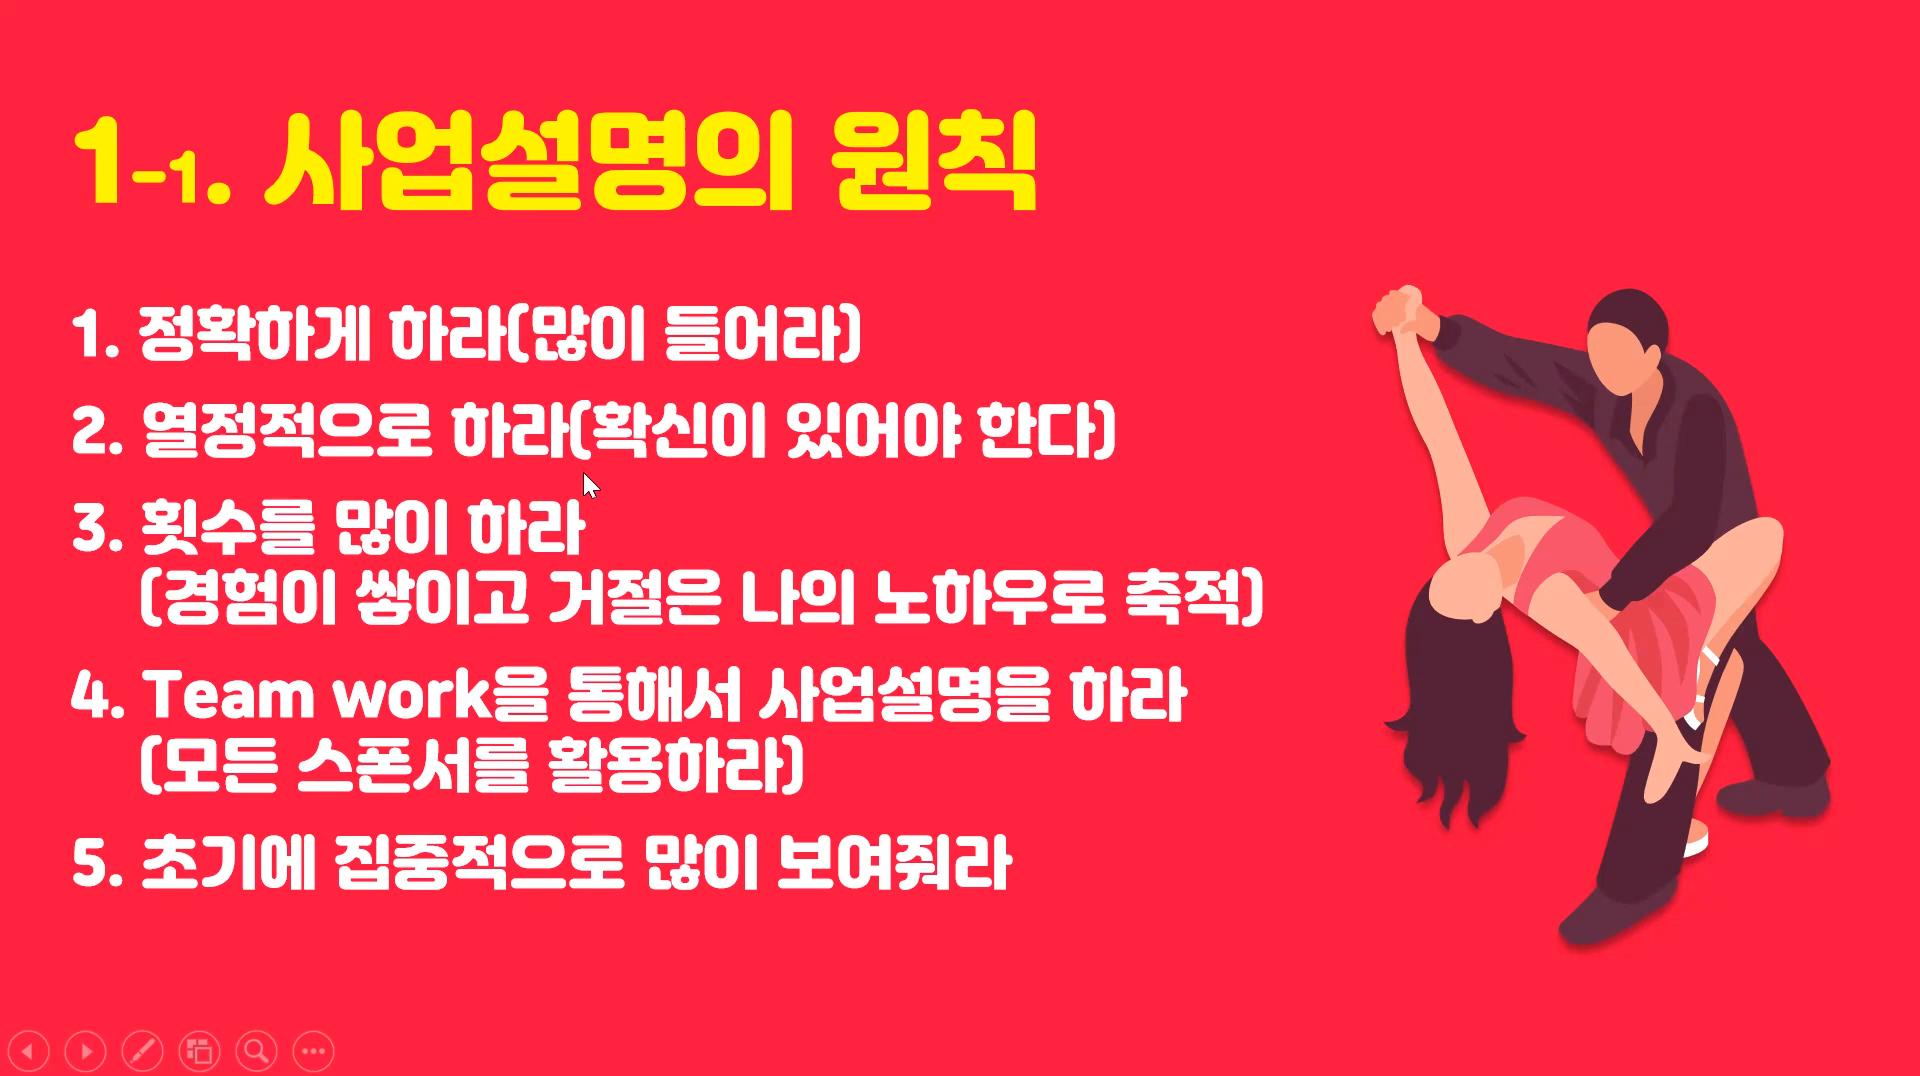 1-1. 사업설명의 원칙
1. 정확하게 하라(많이 들어라)
2. 열정적으로 하라(확신이 있어야 한다)
3. 횟수를 많이 하라
(경험이 쌓이고 거절은 나의 노하우로 축적)
4. Team work을 통해서 사업설명을 하라
(모든 스폰서를 활용하라)
5. 초기에 집중적으로 많이 보여줘라